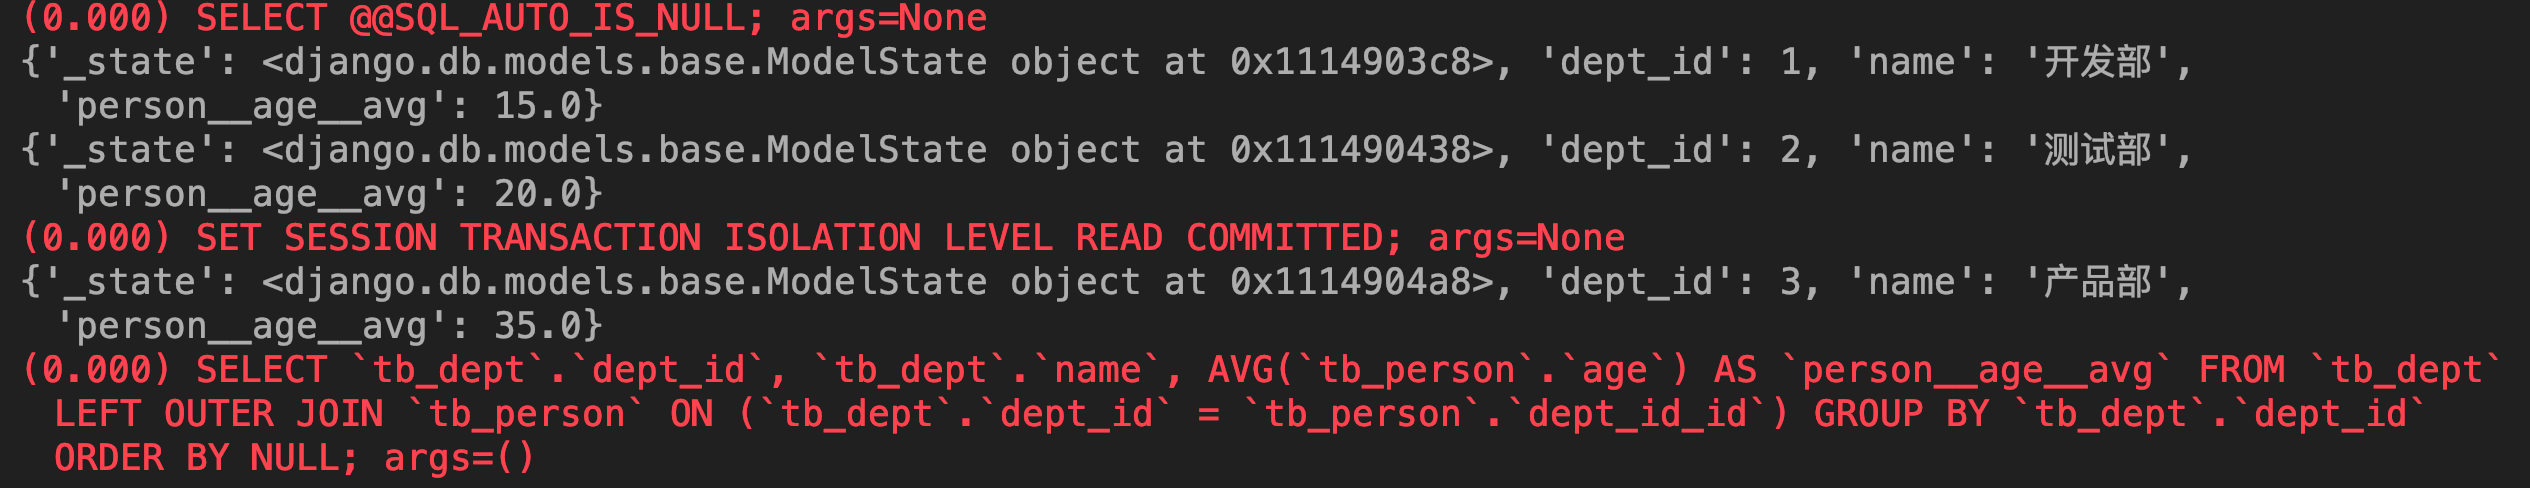 (0.000) SELECT @@SQL_AUTO_IS_NULL; args=None
{'_state': <django.db.models.base.ModelState object at 0x1114903c8>, 'dept_id': 1, 'name': '开发部',
'person__age__avg': 15.0}
{'_state': <django.db.models.base.ModelState object at 0x111490438>, 'dept_id': 2, 'name': '测试部',
'person__age__avg': 20.0}
(0.000) SET SESSION TRANSACTION ISOLATION LEVEL READ COMMITTED; args=None
{'_state': <django.db.models.base.ModelState object at 0x1114904a8>, 'dept_id': 3, 'name': '产品部',
'person__age__avg': 35.0}
(0.000) SELECT `tb_dept`.`dept_id`, `tb_dept`.`name`, AVG(`tb_person`.`age`) AS `person__age__avg` FROM `tb_dept`
LEFT OUTER JOIN `tb_person` ON (`tb_dept`.`dept_id` = `tb_person`.`dept_id_id`) GROUP BY `tb_dept`.`dept_id`
ORDER BY NULL; args=()